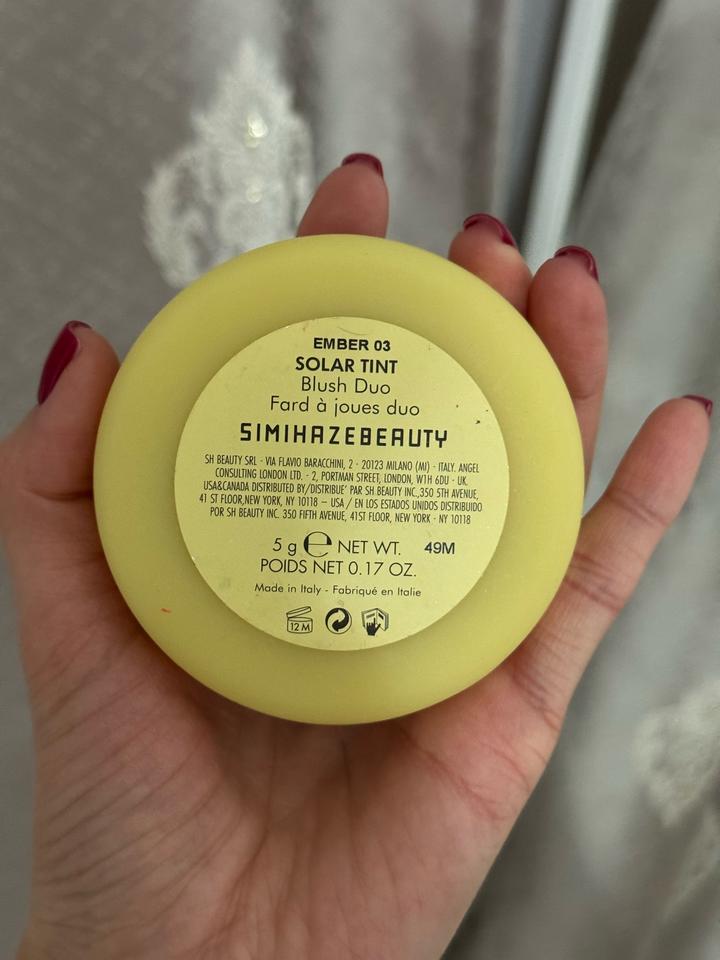 EMBER 03
SOLAR TINT
Blush Duo
Fard à joues duo
SIMIHAZEBEAUTY
SH BEAUTY SRL - VIA FLAVIO BARACCHINI, 2 - 20123 MILANO (MI) - ITALY. ANGEL
CONSULTING LONDON LTD. - 2, PORTMAN STREET, LONDON, W1H 6DU - UK.
USA&CANADA DISTRIBUTED BY/DISTRIBUE' PAR SH BEAUTY INC.,350 5TH AVENUE,
41 ST FLOOR,NEW YORK, NY 10118 – USA / EN LOS ESTADOS UNIDOS DISTRIBUIDO
POR SH BEAUTY INC. 350 FIFTH AVENUE, 41ST FLOOR, NEW YORK - NY 10118
5 g ℮ NET WT. 49M
POIDS NET 0.17 OZ.
Made in Italy - Fabriqué en Italie
12 M